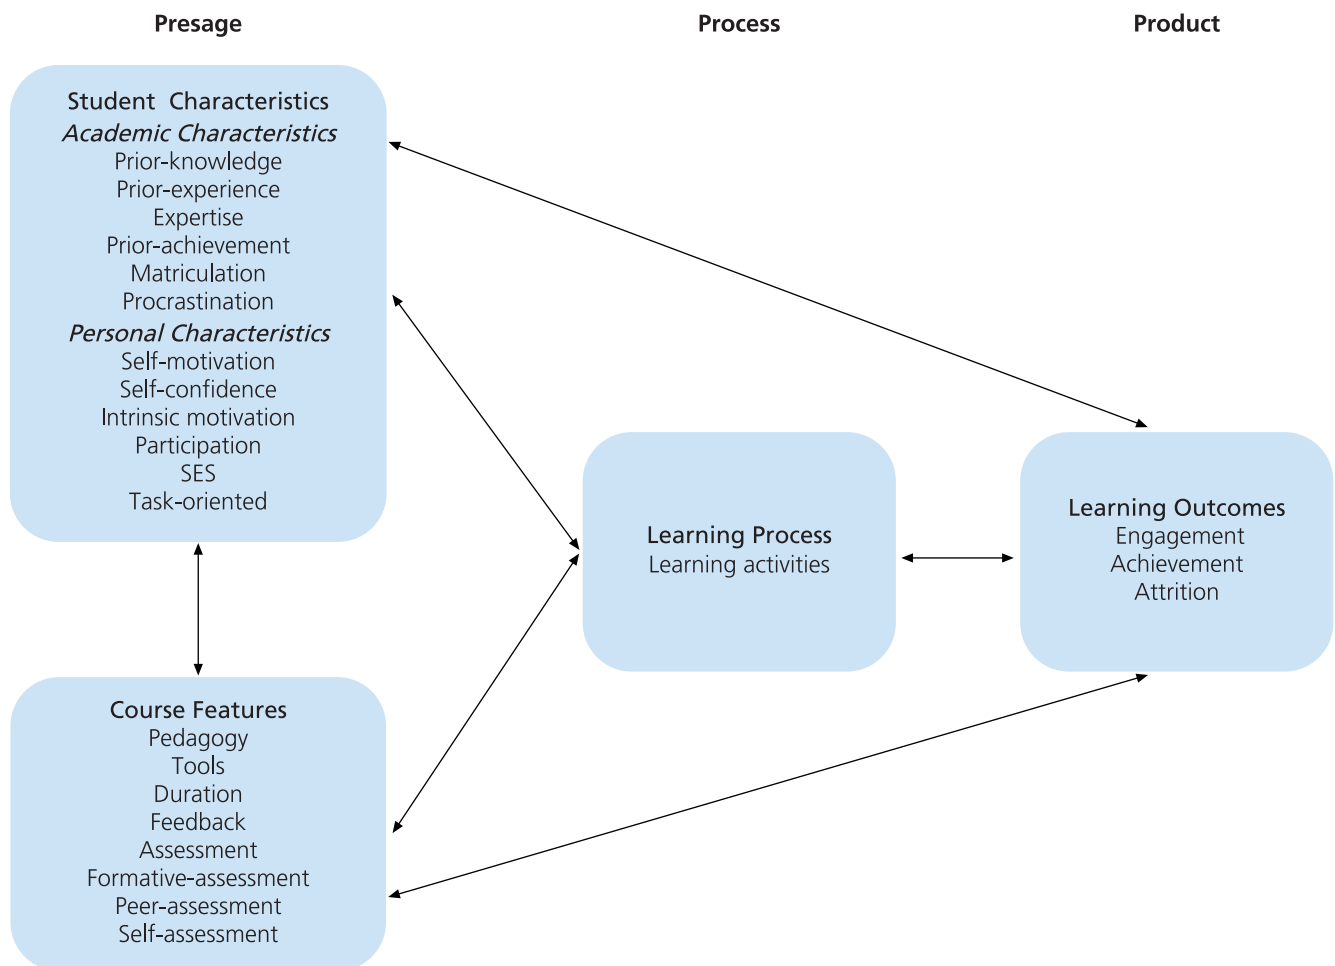 Presage
Process
Product
Student Characteristics
Academic Characteristics
Prior-knowledge
Prior-experience
Expertise
Prior-achievement
Matriculation
Procrastination
Personal Characteristics
Self-motivation
Self-confidence
Intrinsic motivation
Participation
SES
Task-oriented
Learning Process
Learning activities
Learning Outcomes
Engagement
Achievement
Attrition
Course Features
Pedagogy
Tools
Duration
Feedback
Assessment
Formative-assessment
Peer-assessment
Self-assessment